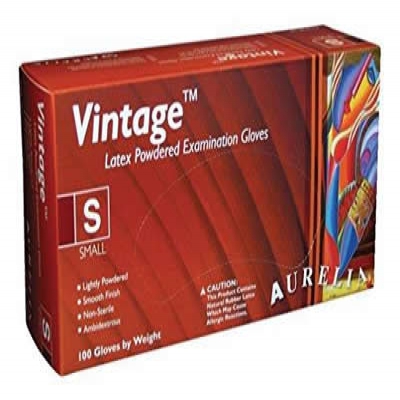 Vintage™
Latex Powdered Examination Gloves
S
SMALL
• Lightly Powdered
• Smooth Finish
• Non-Sterile
• Ambidextrous
100 Gloves by Weight
⚠ CAUTION:
This Product Contains
Natural Rubber Latex
Which May Cause
Allergic Reactions.
AURELIA
S
Vintage™